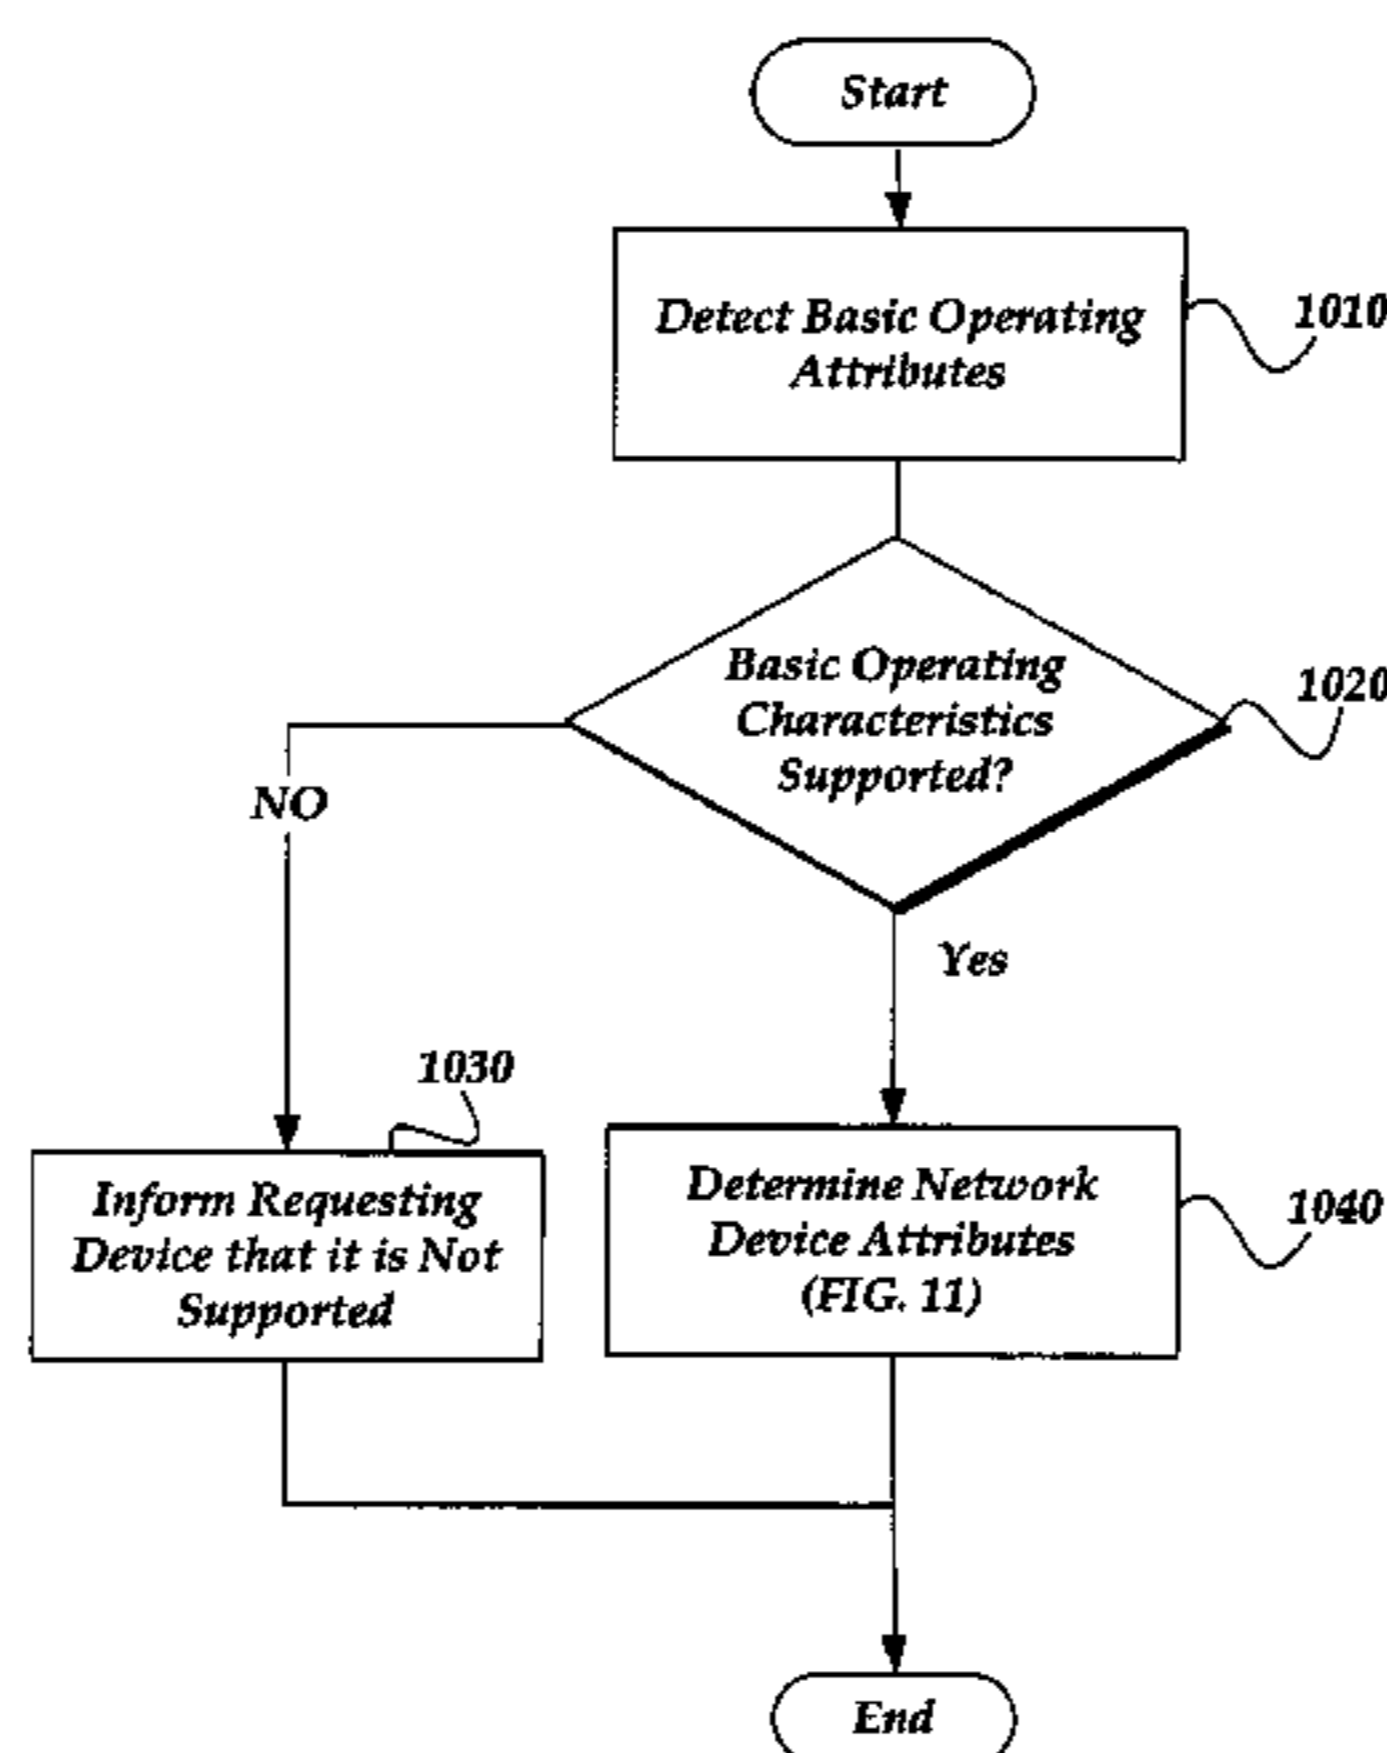 Start
Detect Basic Operating
Attributes
1010
Basic Operating
Characteristics
Supported?
1020
NO
Yes
1030
Inform Requesting
Device that it is Not
Supported
Determine Network
Device Attributes
(FIG. 11)
1040
End